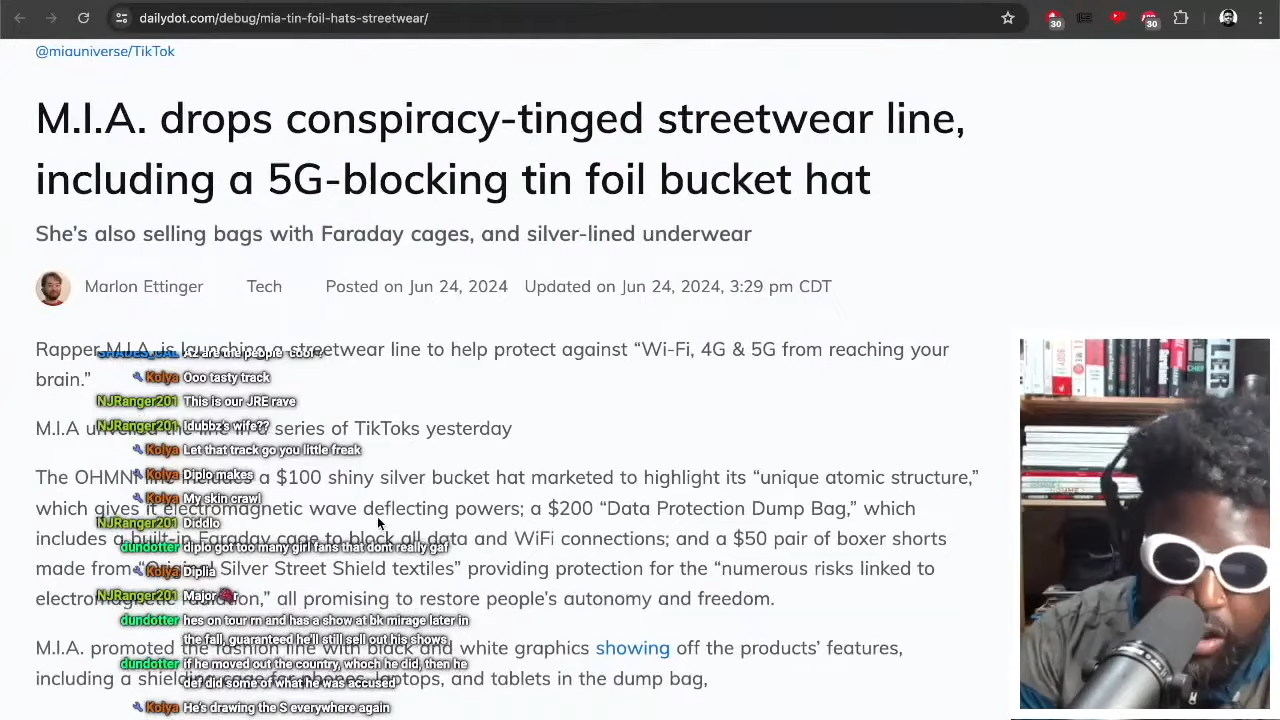 dailydot.com/debug/mia-tin-foil-hats-streetwear/
30
30
@miauniverse/TikTok
M.I.A. drops conspiracy-tinged streetwear line,
including a 5G-blocking tin foil bucket hat
She's also selling bags with Faraday cages, and silver-lined underwear
Marlon Ettinger Tech Posted on Jun 24, 2024 Updated on Jun 24, 2024, 3:29 pm CDT
Rapper M.I.A. is launching a streetwear line to help protect against “Wi-Fi, 4G & 5G from reaching your
brain.”
M.I.A unveiled the line in a series of TikToks yesterday
The OHMNI a $100 shiny silver bucket hat marketed to highlight its “unique atomic structure,”
which gives it electromagnetic wave deflecting powers; a $200 “Data Protection Dump Bag,” which
includes a built-in Faraday cage to block all data and WiFi connections; and a $50 pair of boxer shorts
made from “Original Silver Street Shield textiles” providing protection for the “numerous risks linked to
electromagnetic radiation,” all promising to restore people's autonomy and freedom.
M.I.A. promoted the fashion line with black and white graphics showing off the products' features,
including a shielding cage for phones, laptops, and tablets in the dump bag,
Kolya Ooo tasty track
NJRanger201 This is our JRE rave
NJRanger201 Idubbz's wife??
Kolya Let that track go you little freak
Kolya Diplo makes
Kolya My skin crawl
NJRanger201 Diddlo
dundotter diplo got too many girl fans that dont really gaf
Kolya Diplia
NJRanger201 Major r
dundotter hes on tour rn and has a show at bk mirage later in
the fall, guaranteed he'll still sell out his shows
dundotter if he moved out the country, whoch he did, then he
def did some of what he was accused
Kolya He's drawing the S everywhere again